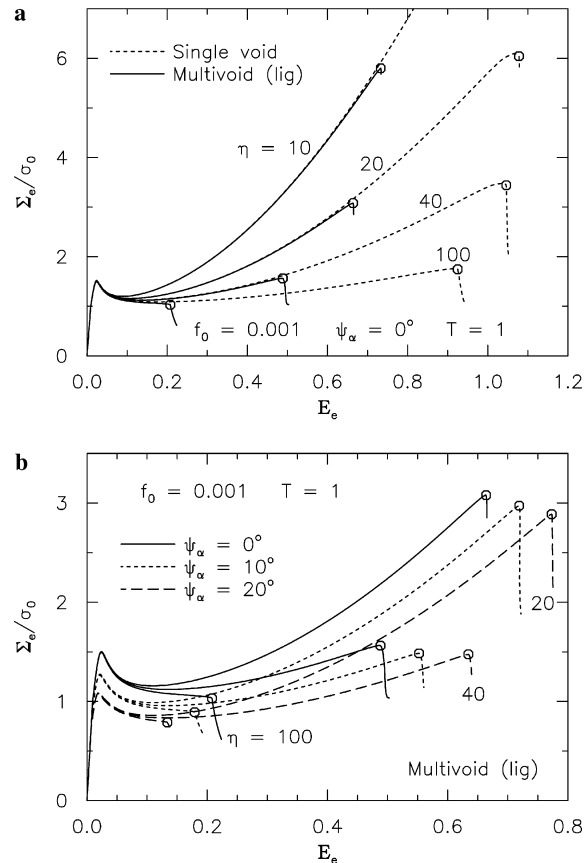 a
6
4
2
0
Σe/σ0
Single void
Multivoid (lig)
η = 10
20
40
100
f0 = 0.001 ψα = 0° T = 1
0.0 0.2 0.4 0.6 0.8 1.0 1.2
Ee
b
3
2
1
0
Σe/σ0
f0 = 0.001 T = 1
ψα = 0°
ψα = 10°
ψα = 20°
20
40
η = 100
Multivoid (lig)
0.0 0.2 0.4 0.6 0.8
Ee